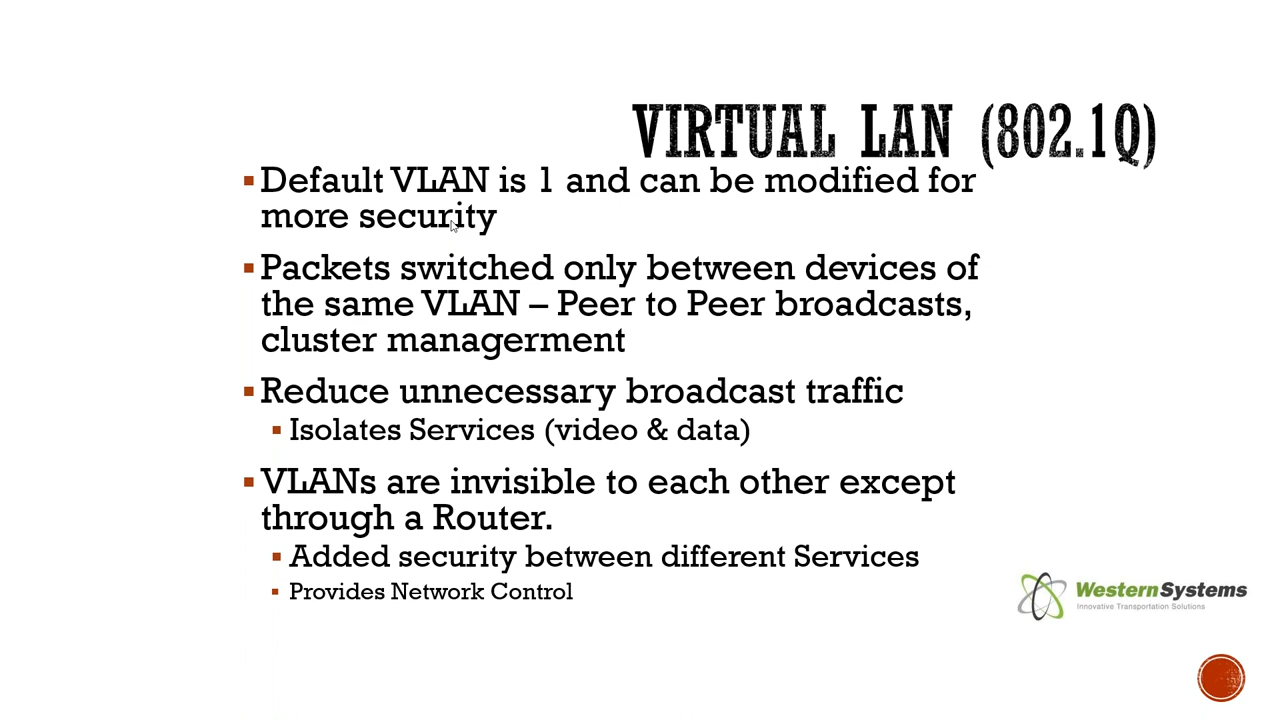 VIRTUAL LAN (802.1Q)
Default VLAN is 1 and can be modified for
more security
Packets switched only between devices of
the same VLAN – Peer to Peer broadcasts,
cluster managerment
Reduce unnecessary broadcast traffic
Isolates Services (video & data)
VLANs are invisible to each other except
through a Router.
Added security between different Services
Provides Network Control
WesternSystems
Innovative Transportation Solutions